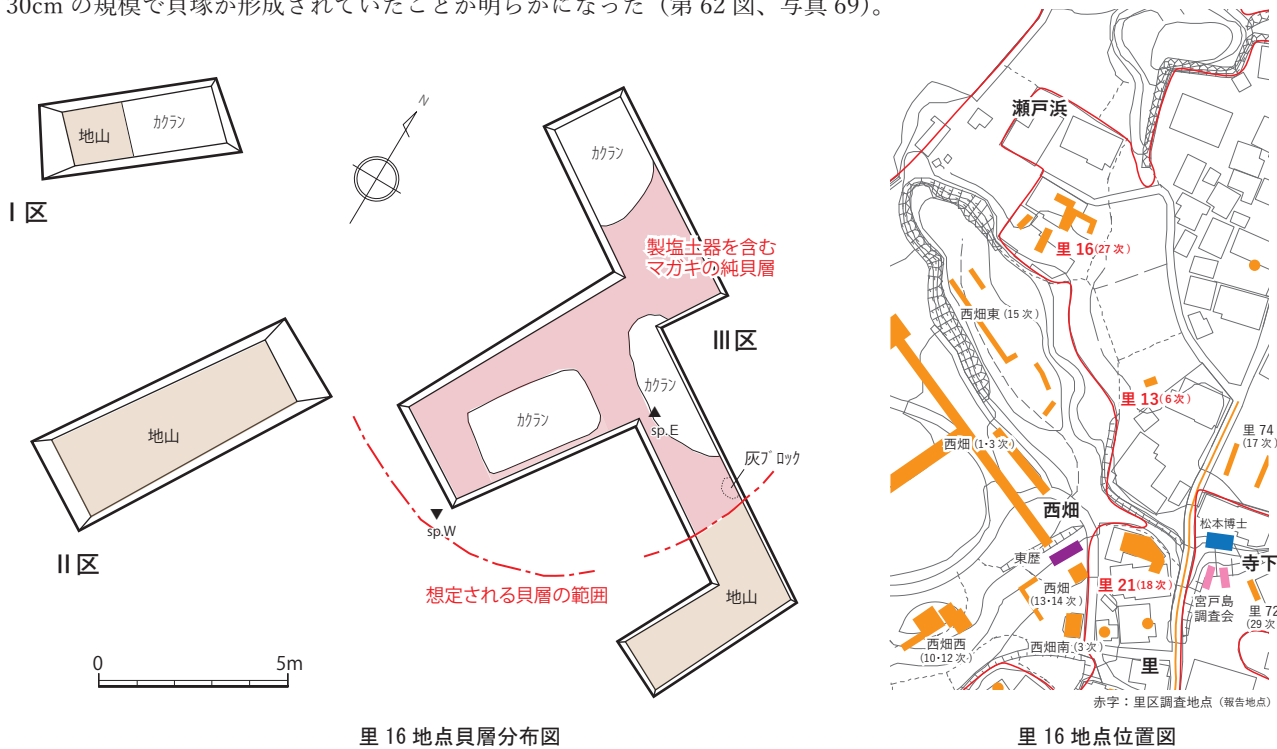 30cm の規模で貝塚が形成されていたことが明らかになった（第 62 図、写真 69）。
地山
カクラン
Ⅰ区
N
カクラン
製塩土器を含む
マガキの純貝層
Ⅲ区
地山
カクラン
カクラン
sp.E
灰ブロック
sp.W
Ⅱ区
想定される貝層の範囲
地山
0
5m
里 16 地点貝層分布図
瀬戸浜
里 16(27 次)
西畑東(15 次)
里 13(6 次)
西畑(1・3 次)
里 74
(17 次)
西畑
松本博士
東歴
寺下
西畑
(13・14 次)
里 21(18 次)
宮戸島
調査会
里 72
(29 次
西畑西
(10・12 次)
西畑南(3 次)
里
赤字：里区調査地点（報告地点）
里 16 地点位置図